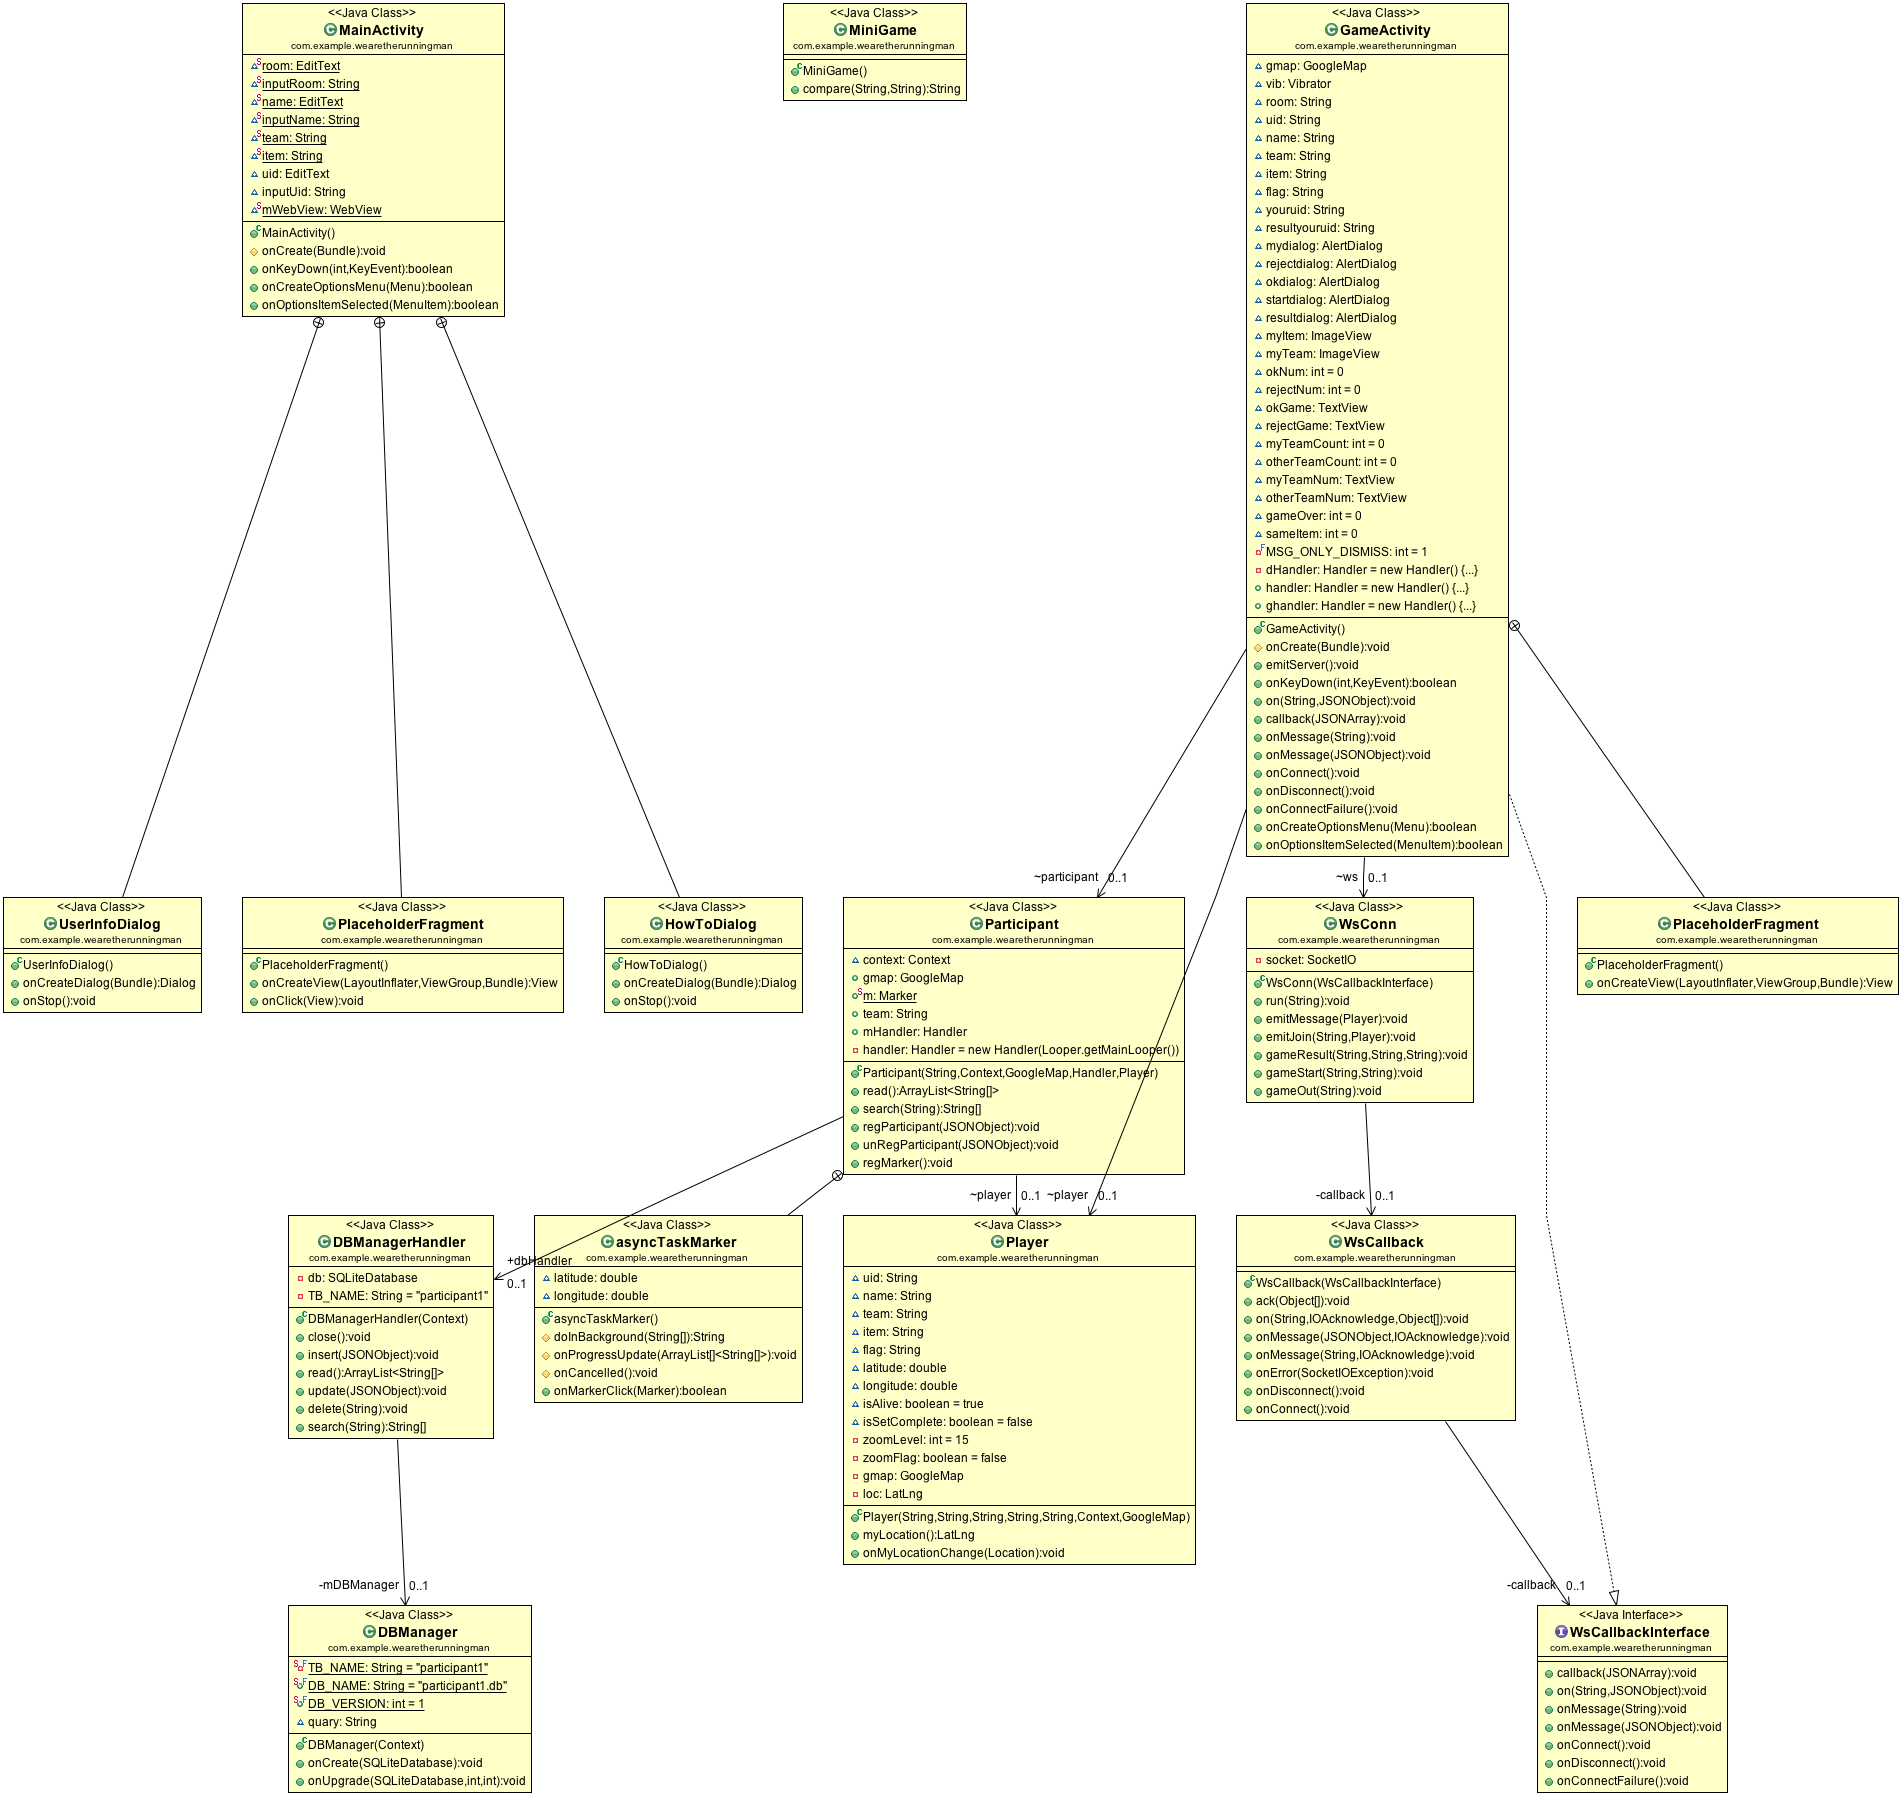 <<Java Class>>
MainActivity
com.example.wearetherunningman
room: EditText
inputRoom: String
name: EditText
inputName: String
team: String
item: String
uid: EditText
inputUid: String
mWebView: WebView
MainActivity()
onCreate(Bundle):void
onKeyDown(int,KeyEvent):boolean
onCreateOptionsMenu(Menu):boolean
onOptionsItemSelected(MenuItem):boolean
<<Java Class>>
MiniGame
com.example.wearetherunningman
MiniGame()
compare(String,String):String
<<Java Class>>
GameActivity
com.example.wearetherunningman
gmap: GoogleMap
vib: Vibrator
room: String
uid: String
name: String
team: String
item: String
flag: String
youruid: String
resultyouruid: String
mydialog: AlertDialog
rejectdialog: AlertDialog
okdialog: AlertDialog
startdialog: AlertDialog
resultdialog: AlertDialog
myItem: ImageView
myTeam: ImageView
okNum: int = 0
rejectNum: int = 0
okGame: TextView
rejectGame: TextView
myTeamCount: int = 0
otherTeamCount: int = 0
myTeamNum: TextView
otherTeamNum: TextView
gameOver: int = 0
sameItem: int = 0
MSG_ONLY_DISMISS: int = 1
dHandler: Handler = new Handler() {...}
handler: Handler = new Handler() {...}
ghandler: Handler = new Handler() {...}
GameActivity()
onCreate(Bundle):void
emitServer():void
onKeyDown(int,KeyEvent):boolean
on(String,JSONObject):void
callback(JSONArray):void
onMessage(String):void
onMessage(JSONObject):void
onConnect():void
onDisconnect():void
onConnectFailure():void
onCreateOptionsMenu(Menu):boolean
onOptionsItemSelected(MenuItem):boolean
~participant 0..1
~ws 0..1
<<Java Class>>
UserInfoDialog
com.example.wearetherunningman
UserInfoDialog()
onCreateDialog(Bundle):Dialog
onStop():void
<<Java Class>>
PlaceholderFragment
com.example.wearetherunningman
PlaceholderFragment()
onCreateView(LayoutInflater,ViewGroup,Bundle):View
onClick(View):void
<<Java Class>>
HowToDialog
com.example.wearetherunningman
HowToDialog()
onCreateDialog(Bundle):Dialog
onStop():void
<<Java Class>>
Participant
com.example.wearetherunningman
context: Context
gmap: GoogleMap
m: Marker
team: String
mHandler: Handler
handler: Handler = new Handler(Looper.getMainLooper())
Participant(String,Context,GoogleMap,Handler,Player)
read():ArrayList<String[]>
search(String):String[]
regParticipant(JSONObject):void
unRegParticipant(JSONObject):void
regMarker():void
<<Java Class>>
WsConn
com.example.wearetherunningman
socket: SocketIO
WsConn(WsCallbackInterface)
run(String):void
emitMessage(Player):void
emitJoin(String,Player):void
gameResult(String,String,String):void
gameStart(String,String):void
gameOut(String):void
<<Java Class>>
PlaceholderFragment
com.example.wearetherunningman
PlaceholderFragment()
onCreateView(LayoutInflater,ViewGroup,Bundle):View
~player 0..1 ~player 0..1
-callback 0..1
<<Java Class>>
DBManagerHandler
com.example.wearetherunningman
db: SQLiteDatabase
TB_NAME: String = "participant1"
DBManagerHandler(Context)
close():void
insert(JSONObject):void
read():ArrayList<String[]>
update(JSONObject):void
delete(String):void
search(String):String[]
+dbHandler
0..1
<<Java Class>>
asyncTaskMarker
com.example.wearetherunningman
latitude: double
longitude: double
asyncTaskMarker()
doInBackground(String[]):String
onProgressUpdate(ArrayList[]<String[]>):void
onCancelled():void
onMarkerClick(Marker):boolean
<<Java Class>>
Player
com.example.wearetherunningman
uid: String
name: String
team: String
item: String
flag: String
latitude: double
longitude: double
isAlive: boolean = true
isSetComplete: boolean = false
zoomLevel: int = 15
zoomFlag: boolean = false
gmap: GoogleMap
loc: LatLng
Player(String,String,String,String,String,Context,GoogleMap)
myLocation():LatLng
onMyLocationChange(Location):void
<<Java Class>>
WsCallback
com.example.wearetherunningman
WsCallback(WsCallbackInterface)
ack(Object[]):void
on(String,IOAcknowledge,Object[]):void
onMessage(JSONObject,IOAcknowledge):void
onMessage(String,IOAcknowledge):void
onError(SocketIOException):void
onDisconnect():void
onConnect():void
-mDBManager 0..1
-callback 0..1
<<Java Class>>
DBManager
com.example.wearetherunningman
TB_NAME: String = "participant1"
DB_NAME: String = "participant1.db"
DB_VERSION: int = 1
quary: String
DBManager(Context)
onCreate(SQLiteDatabase):void
onUpgrade(SQLiteDatabase,int,int):void
<<Java Interface>>
WsCallbackInterface
com.example.wearetherunningman
callback(JSONArray):void
on(String,JSONObject):void
onMessage(String):void
onMessage(JSONObject):void
onConnect():void
onDisconnect():void
onConnectFailure():void